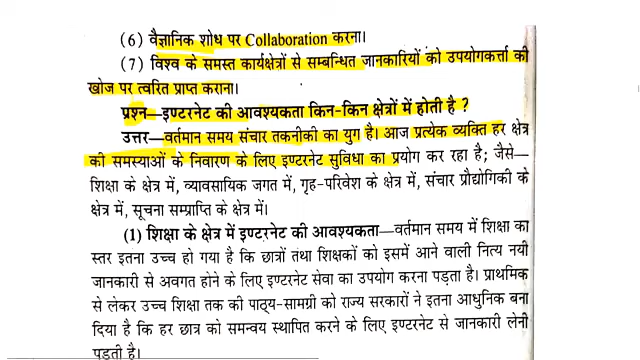 (6) वैज्ञानिक शोध पर Collaboration करना।
(7) विश्व के समस्त कार्यक्षेत्रों से सम्बन्धित जानकारियों को उपयोगकर्त्ता की
खोज पर त्वरित प्राप्त कराना।
प्रश्न—इण्टरनेट की आवश्यकता किन-किन क्षेत्रों में होती है ?
उत्तर—वर्तमान समय संचार तकनीकी का युग है। आज प्रत्येक व्यक्ति हर क्षेत्र
की समस्याओं के निवारण के लिए इण्टरनेट सुविधा का प्रयोग कर रहा है; जैसे—
शिक्षा के क्षेत्र में, व्यावसायिक जगत में, गृह-परिवेश के क्षेत्र में, संचार प्रौद्योगिकी के
क्षेत्र में, सूचना सम्प्राप्ति के क्षेत्र में।
(1) शिक्षा के क्षेत्र में इण्टरनेट की आवश्यकता—वर्तमान समय में शिक्षा का
स्तर इतना उच्च हो गया है कि छात्रों तथा शिक्षकों को इसमें आने वाली नित्य नयी
जानकारी से अवगत होने के लिए इण्टरनेट सेवा का उपयोग करना पड़ता है। प्राथमिक
से लेकर उच्च शिक्षा तक की पाठ्य-सामग्री को राज्य सरकारों ने इतना आधुनिक बना
दिया है कि हर छात्र को समन्वय स्थापित करने के लिए इण्टरनेट से जानकारी लेनी
पड़ती है।